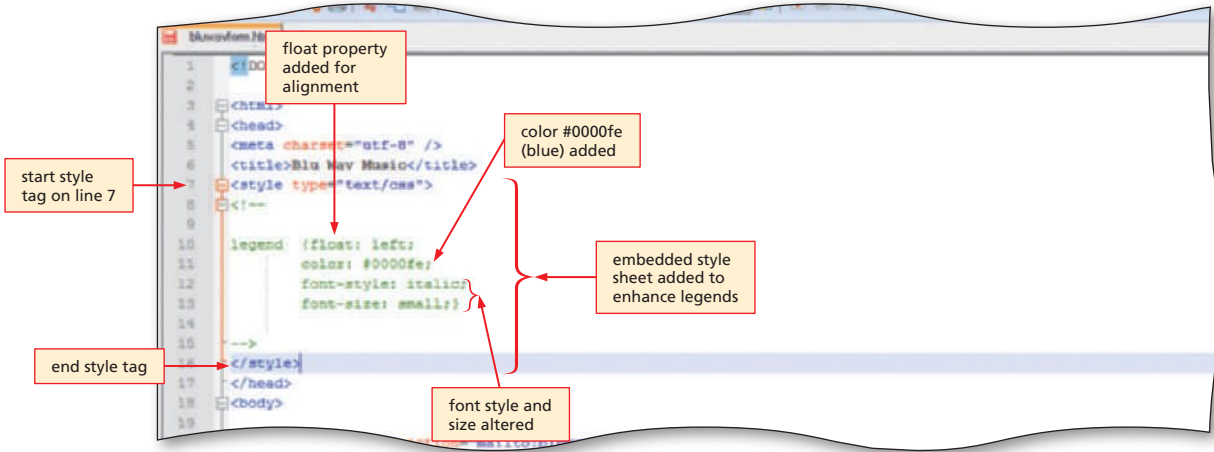 bluwavform.ht
float property
added for
alignment
1 <!DO
2
3 <html>
4 <head>
color #0000fe
(blue) added
5 <meta charset="utf-8" />
6 <title>Blu Wav Music</title>
start style
tag on line 7
7 <style type="text/css">
8 <!--
9
10 legend {float: left;
11 color: #0000fe;
12 font-style: italic;
13 font-size: small;}
embedded style
sheet added to
enhance legends
14
15 -->
end style tag
16 </style>
17 </head>
18 <body>
font style and
size altered
19